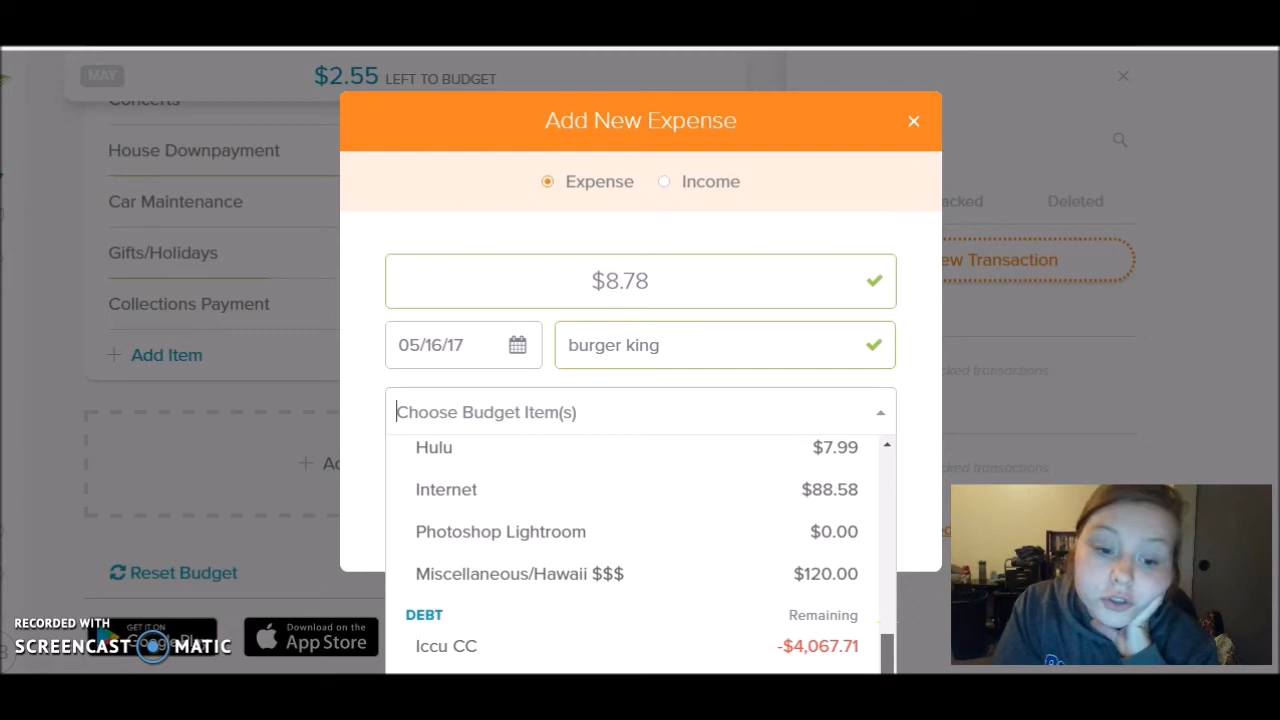 MAY
$2.55 LEFT TO BUDGET
Concerts
House Downpayment
Car Maintenance
Gifts/Holidays
Collections Payment
+ Add Item
Reset Budget
GET IT ON
Download on the
App Store
RECORDED WITH
SCREENCAST MATIC
Add New Expense
×
Expense
Income
$8.78
05/16/17
burger king
Choose Budget Item(s)
Hulu $7.99
Internet $88.58
Photoshop Lightroom $0.00
Miscellaneous/Hawaii $$$ $120.00
DEBT Remaining
Iccu CC -$4,067.71
Deleted
Transaction
transactions
transactions